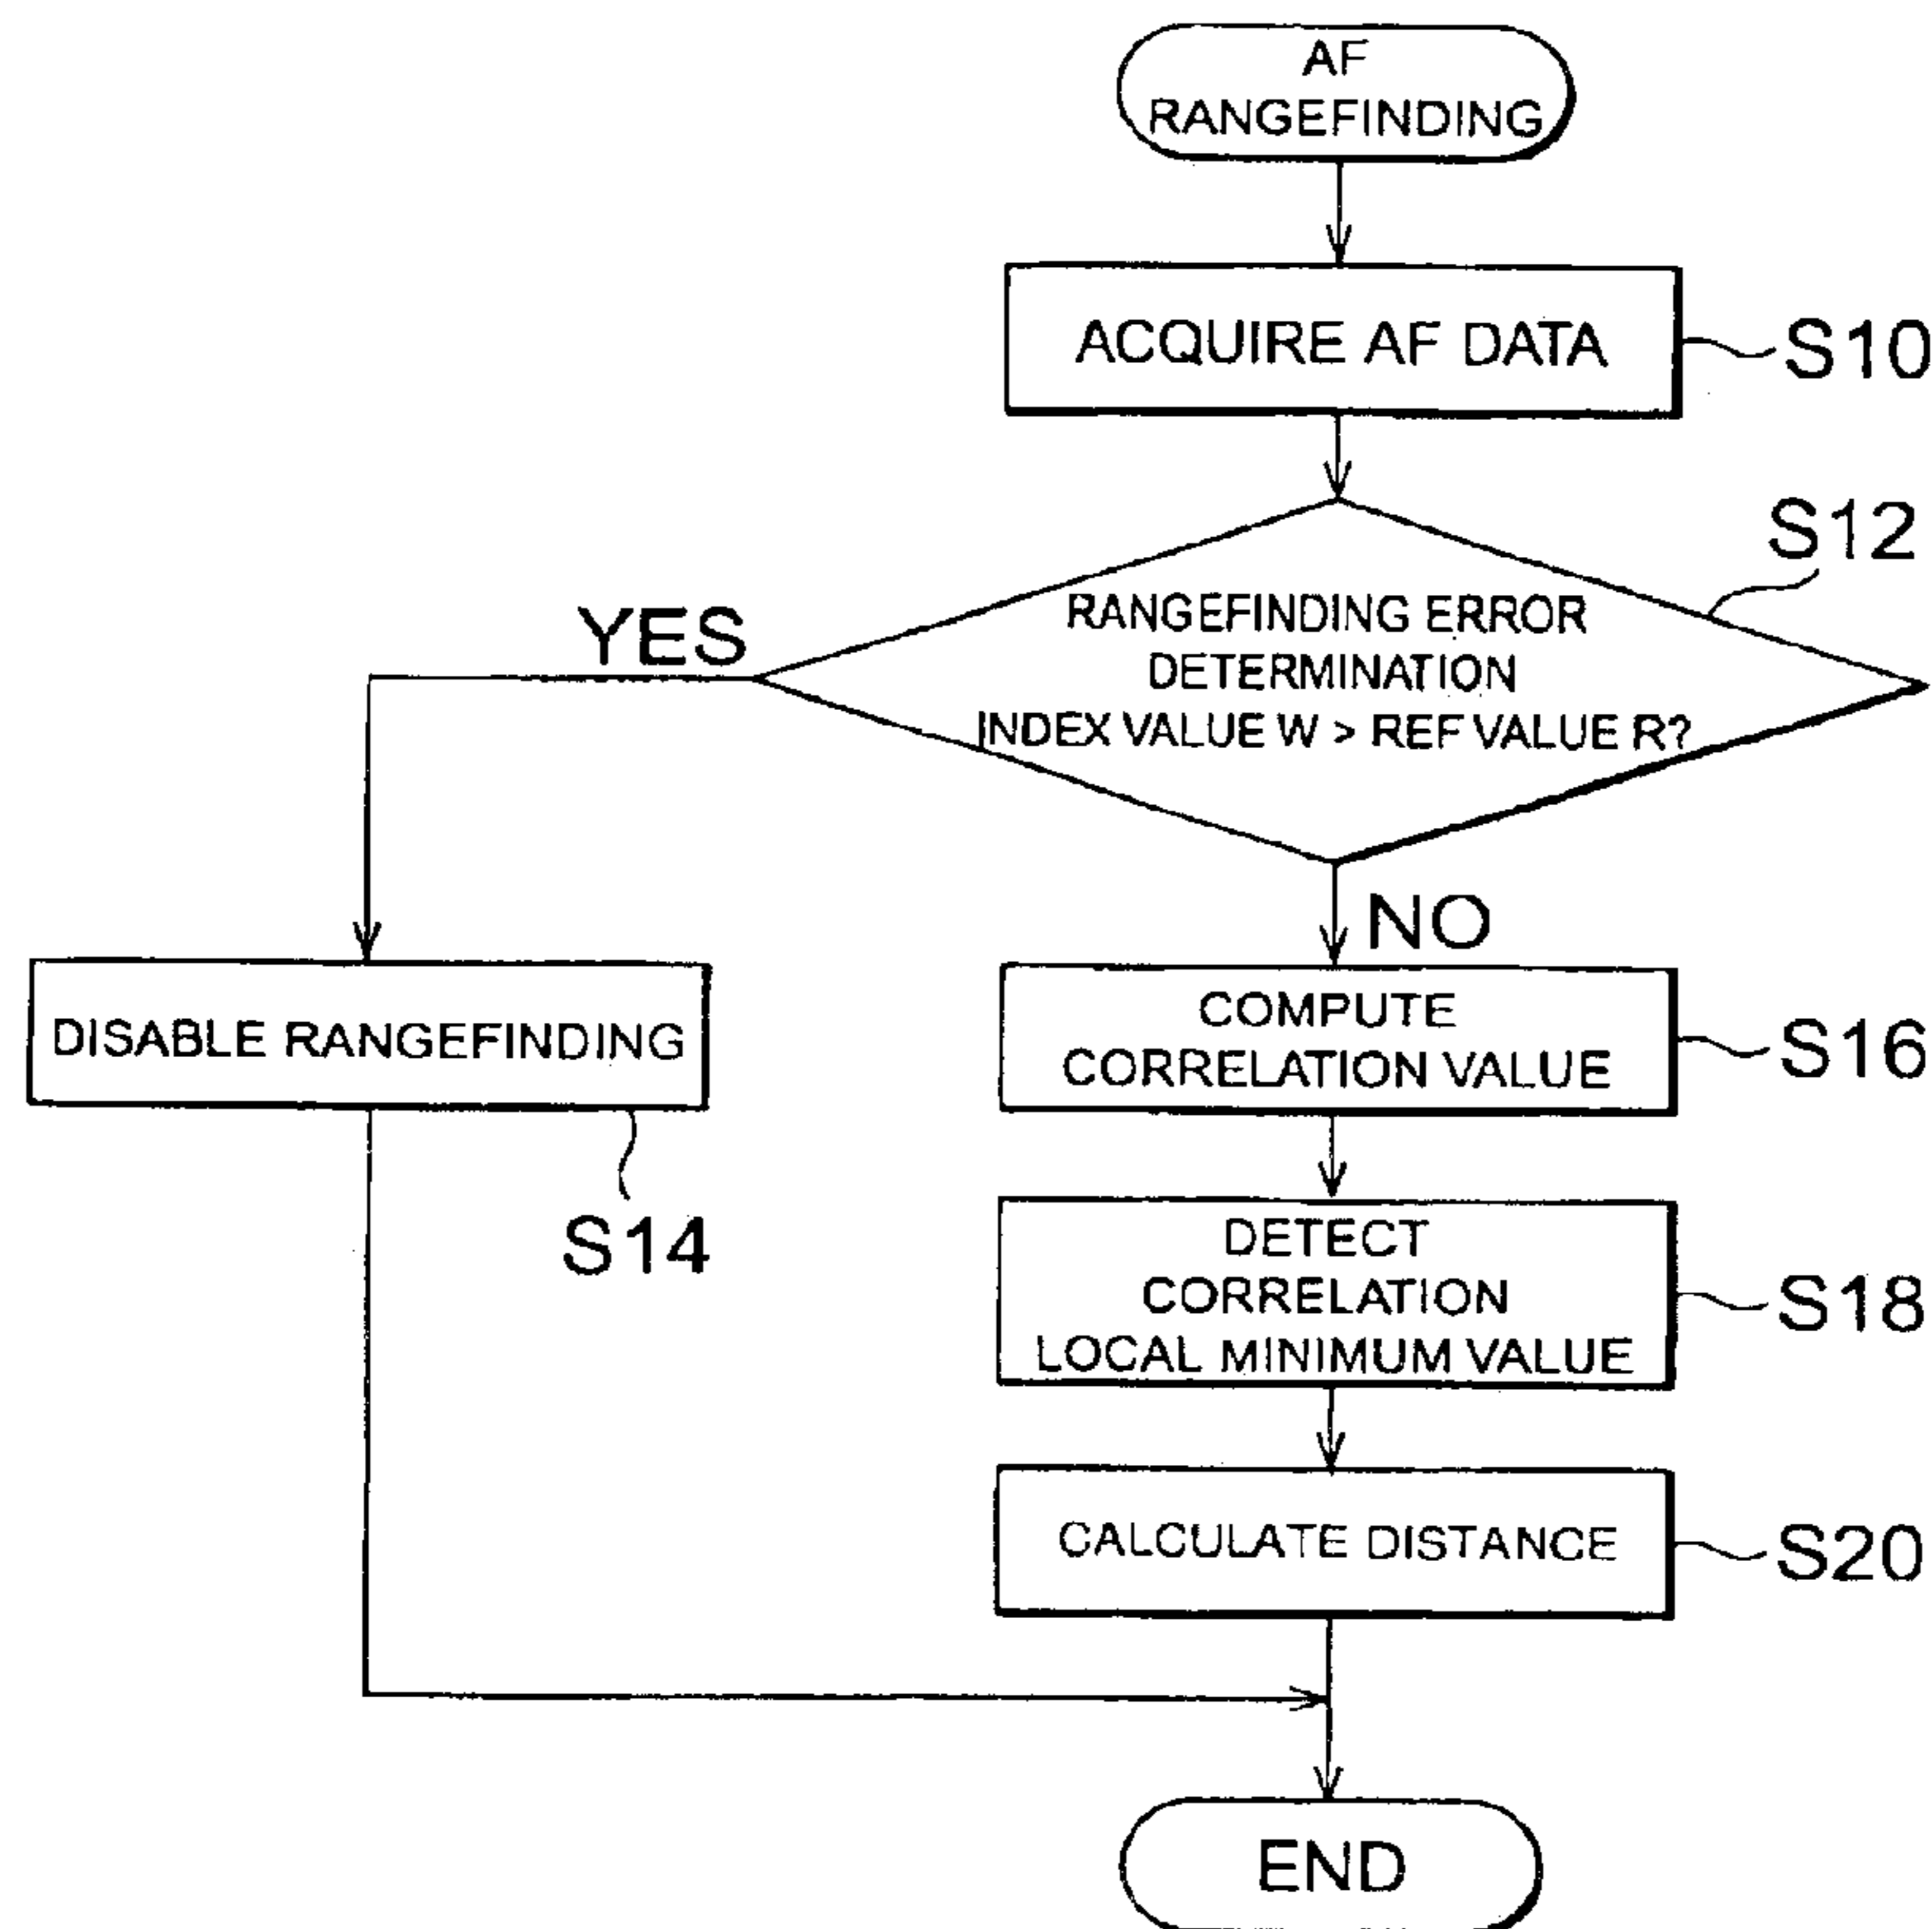 AF
RANGEFINDING
ACQUIRE AF DATA
S10
S12
RANGEFINDING ERROR
DETERMINATION
INDEX VALUE W > REF VALUE R?
YES
NO
DISABLE RANGEFINDING
S14
COMPUTE
CORRELATION VALUE
S16
DETECT
CORRELATION
LOCAL MINIMUM VALUE
S18
CALCULATE DISTANCE
S20
END